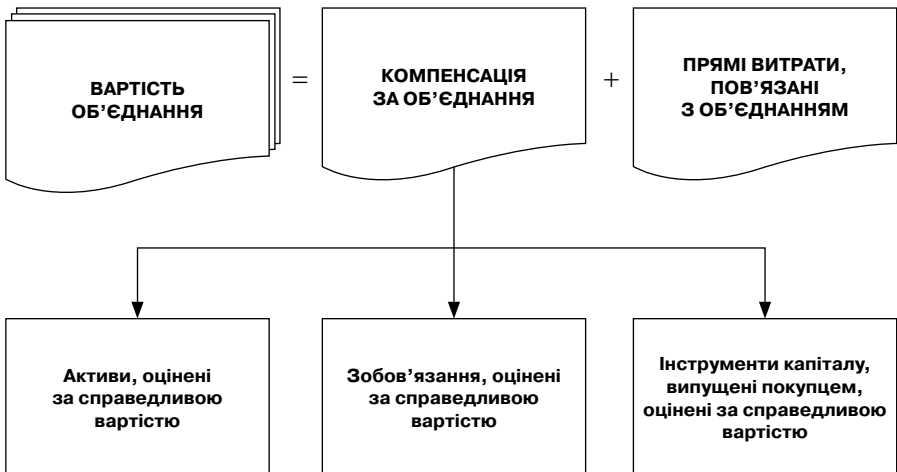 ВАРТІСТЬ
ОБ’ЄДНАННЯ
=
КОМПЕНСАЦІЯ
ЗА ОБ’ЄДНАННЯ
+
ПРЯМІ ВИТРАТИ,
ПОВ’ЯЗАНІ
З ОБ’ЄДНАННЯМ
Активи, оцінені
за справедливою
вартістю
Зобов’язання, оцінені
за справедливою
вартістю
Інструменти капіталу,
випущені покупцем,
оцінені за справедливою
вартістю